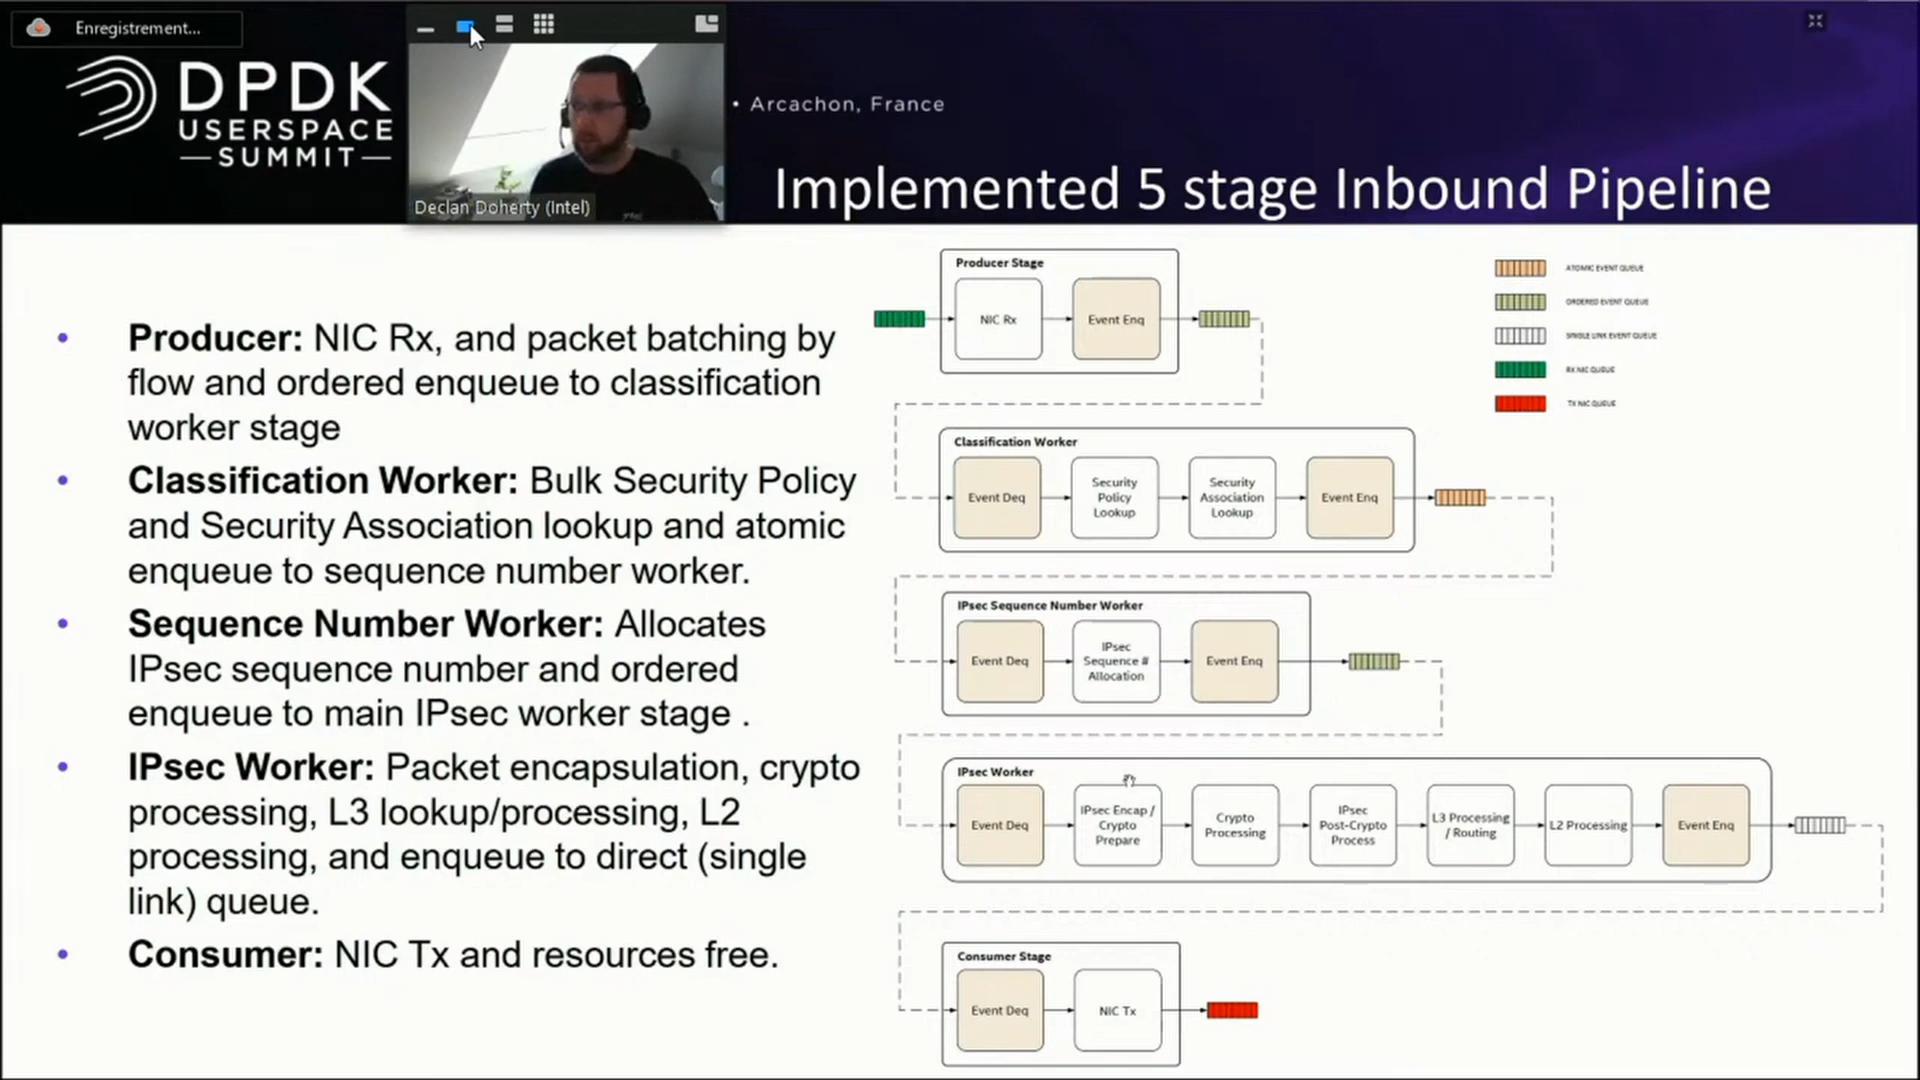 Enregistrement...
DPDK
USERSPACE
SUMMIT
• Arcachon, France
Declan Doherty (Intel)
Implemented 5 stage Inbound Pipeline
• Producer: NIC Rx, and packet batching by
flow and ordered enqueue to classification
worker stage
• Classification Worker: Bulk Security Policy
and Security Association lookup and atomic
enqueue to sequence number worker.
• Sequence Number Worker: Allocates
IPsec sequence number and ordered
enqueue to main IPsec worker stage .
• IPsec Worker: Packet encapsulation, crypto
processing, L3 lookup/processing, L2
processing, and enqueue to direct (single
link) queue.
• Consumer: NIC Tx and resources free.
Producer Stage
NIC Rx
Event Enq
ATOMIC EVENT QUEUE
ORDERED EVENT QUEUE
SINGLE LINK EVENT QUEUE
RX NIC QUEUE
TX NIC QUEUE
Classification Worker
Event Deq
Security
Policy
Lookup
Security
Association
Lookup
Event Enq
IPsec Sequence Number Worker
Event Deq
IPsec
Sequence #
Allocation
Event Enq
IPsec Worker
Event Deq
IPsec Encap /
Crypto
Prepare
Crypto
Processing
IPsec
Post-Crypto
Process
L3 Processing
/ Routing
L2 Processing
Event Enq
Consumer Stage
Event Deq
NIC Tx